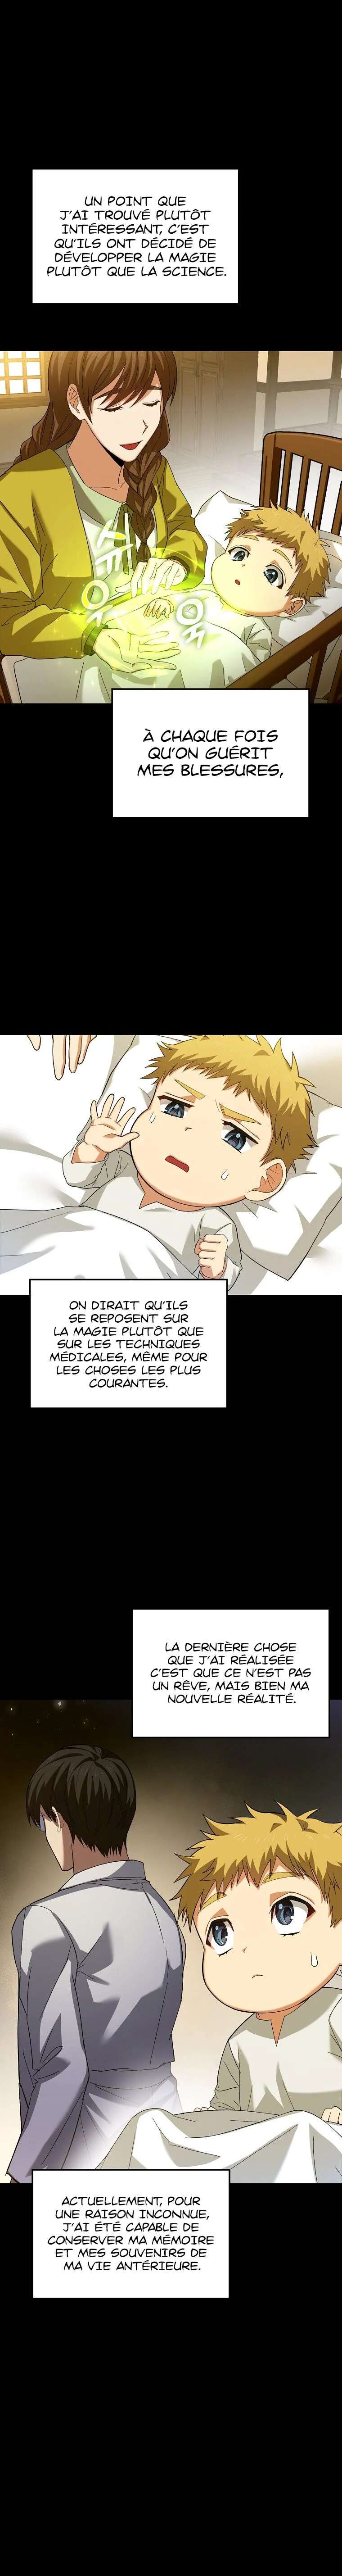 UN POINT QUE
J'AI TROUVÉ PLUTÔT
INTÉRESSANT, C'EST
QU'ILS ONT DÉCIDÉ DE
DÉVELOPPER LA MAGIE
PLUTÔT QUE LA SCIENCE.
슈
우
욱
À CHAQUE FOIS
QU'ON GUÉRIT
MES BLESSURES,
ON DIRAIT QU'ILS
SE REPOSENT SUR
LA MAGIE PLUTÔT QUE
SUR LES TECHNIQUES
MÉDICALES, MÊME POUR
LES CHOSES LES PLUS
COURANTES.
LA DERNIÈRE CHOSE
QUE J'AI RÉALISÉE
C'EST QUE CE N'EST PAS
UN RÊVE, MAIS BIEN MA
NOUVELLE RÉALITÉ.
ACTUELLEMENT, POUR
UNE RAISON INCONNUE,
J'AI ÉTÉ CAPABLE DE
CONSERVER MA MÉMOIRE
ET MES SOUVENIRS DE
MA VIE ANTÉRIEURE.